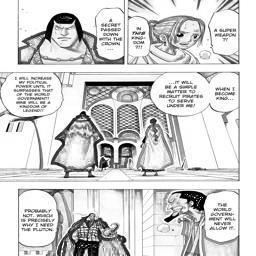 IN
THIS
KING-
DOM?!
A SUPER
WEAPON
?!
A
SECRET
PASSED
DOWN
WITH THE
CROWN
...
WHEN I
BECOME
KING...
...IT WILL
BE A SIMPLE
MATTER TO
RECRUIT PIRATES
TO SERVE
UNDER ME!
I WILL INCREASE
MY POLITICAL
POWER UNTIL IT
SURPASSES THAT
OF THE WORLD
GOVERNMENT!
MINE WILL BE A
KINGDOM OF
LEGEND!!
THE WORLD
GOVERN-
MENT WILL
NEVER
ALLOW IT.
PROBABLY
NOT. WHICH
IS PRECISELY
WHY I NEED
THE PLUTON.